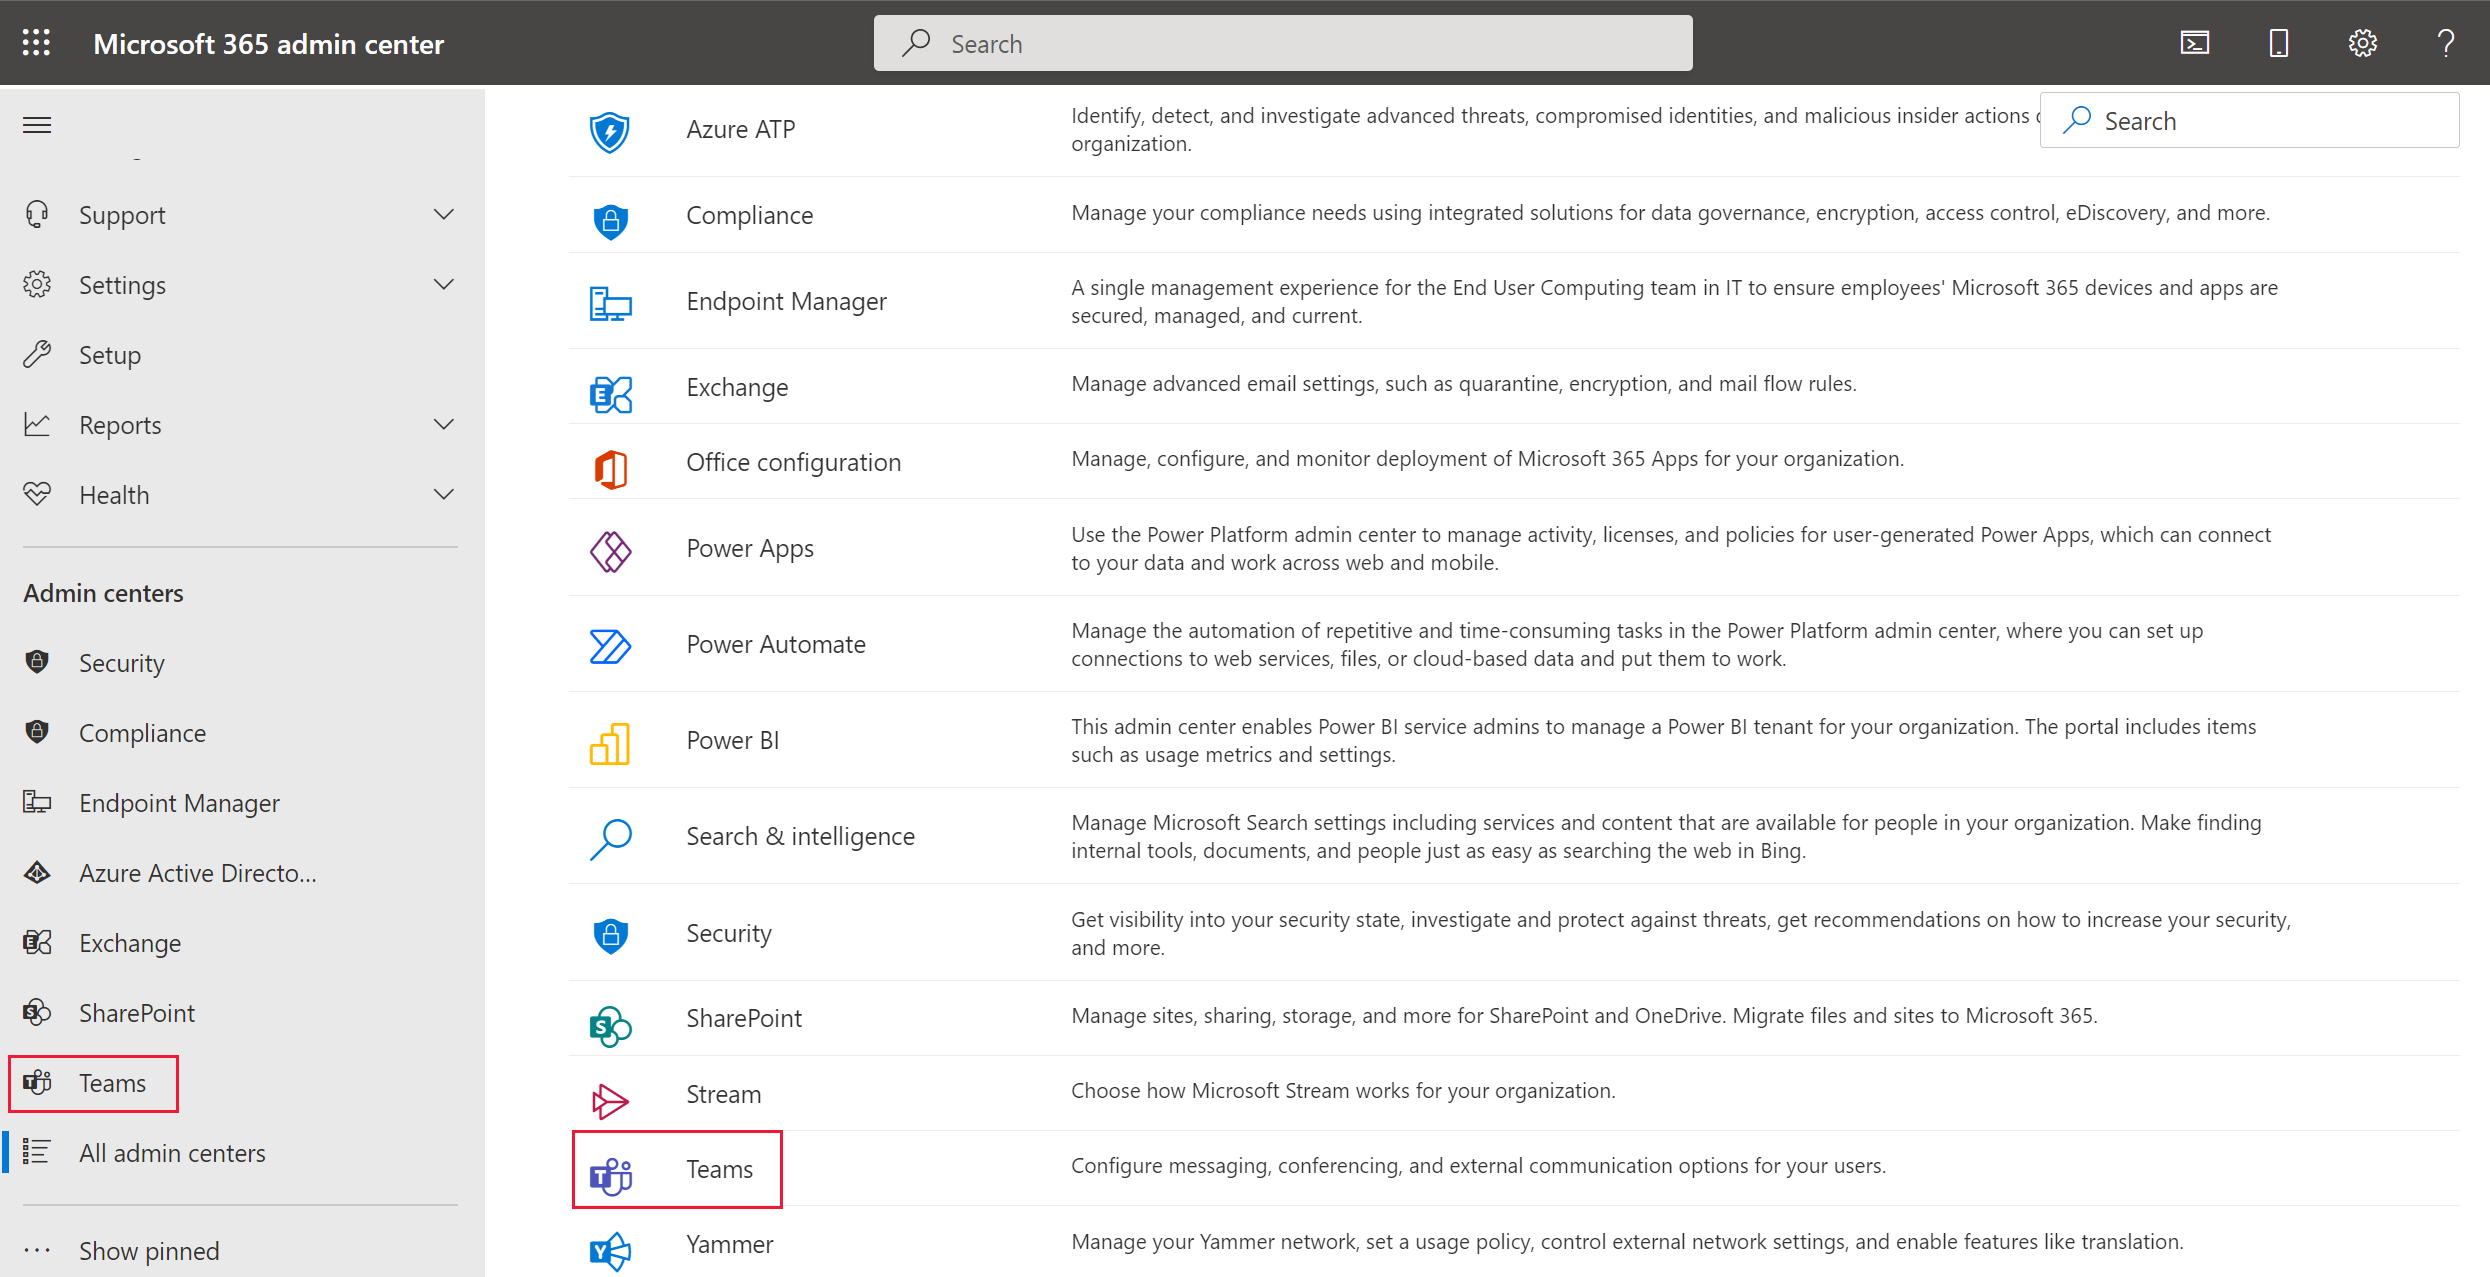 Microsoft 365 admin center
Search
Support
Settings
Setup
Reports
Health
Admin centers
Security
Compliance
Endpoint Manager
Azure Active Directo...
Exchange
SharePoint
Teams
All admin centers
Show pinned
Search
Azure ATP
Identify, detect, and investigate advanced threats, compromised identities, and malicious insider actions
organization.
Compliance
Manage your compliance needs using integrated solutions for data governance, encryption, access control, eDiscovery, and more.
Endpoint Manager
A single management experience for the End User Computing team in IT to ensure employees' Microsoft 365 devices and apps are
secured, managed, and current.
Exchange
Manage advanced email settings, such as quarantine, encryption, and mail flow rules.
Office configuration
Manage, configure, and monitor deployment of Microsoft 365 Apps for your organization.
Power Apps
Use the Power Platform admin center to manage activity, licenses, and policies for user-generated Power Apps, which can connect
to your data and work across web and mobile.
Power Automate
Manage the automation of repetitive and time-consuming tasks in the Power Platform admin center, where you can set up
connections to web services, files, or cloud-based data and put them to work.
Power BI
This admin center enables Power BI service admins to manage a Power BI tenant for your organization. The portal includes items
such as usage metrics and settings.
Search & intelligence
Manage Microsoft Search settings including services and content that are available for people in your organization. Make finding
internal tools, documents, and people just as easy as searching the web in Bing.
Security
Get visibility into your security state, investigate and protect against threats, get recommendations on how to increase your security,
and more.
SharePoint
Manage sites, sharing, storage, and more for SharePoint and OneDrive. Migrate files and sites to Microsoft 365.
Stream
Choose how Microsoft Stream works for your organization.
Teams
Configure messaging, conferencing, and external communication options for your users.
Yammer
Manage your Yammer network, set a usage policy, control external network settings, and enable features like translation.